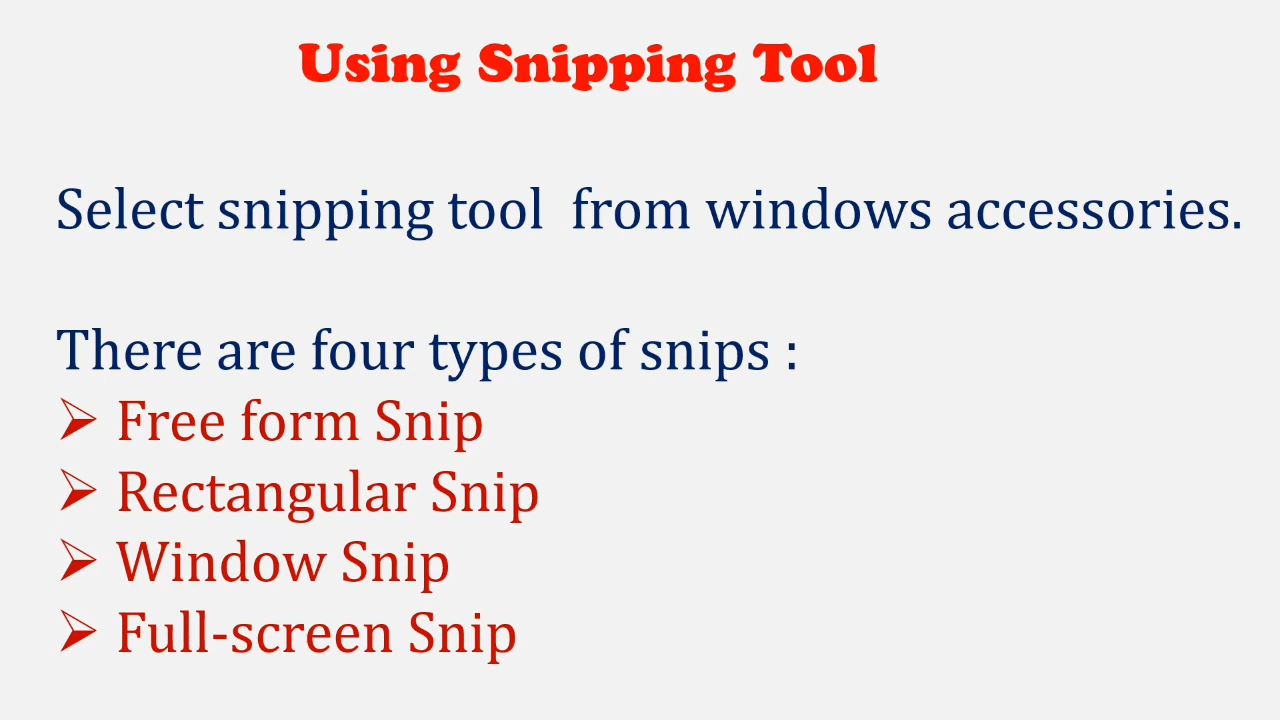 Using Snipping Tool
Select snipping tool  from windows accessories.
There are four types of snips :
➢ Free form Snip
➢ Rectangular Snip
➢ Window Snip
➢ Full-screen Snip